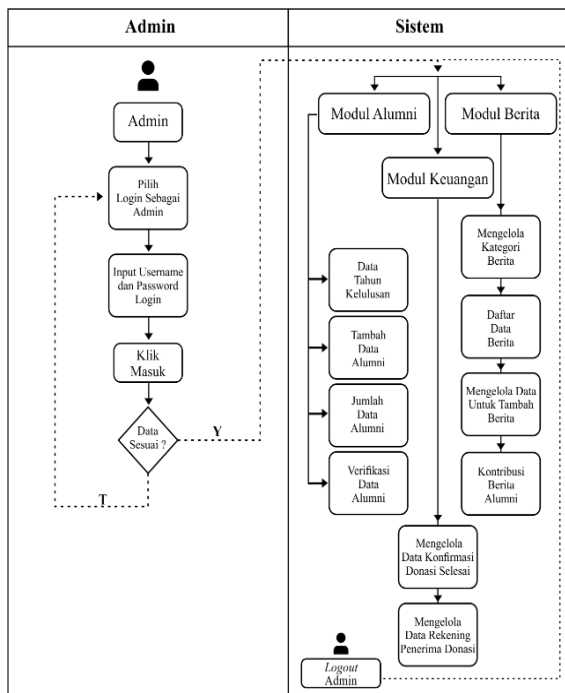 Admin
Sistem
Admin
Pilih
Login Sebagai
Admin
Input Username
dan Password
Login
Klik
Masuk
Data
Sesuai ?
Y
T
Modul Alumni
Modul Berita
Modul Keuangan
Data
Tahun
Kelulusan
Tambah
Data
Alumni
Jumlah
Data
Alumni
Verifikasi
Data
Alumni
Mengelola
Kategori
Berita
Daftar
Data
Berita
Mengelola Data
Untuk Tambah
Berita
Kontribusi
Berita
Alumni
Mengelola
Data Konfirmasi
Donasi Selesai
Mengelola
Data Rekening
Penerima Donasi
Logout
Admin